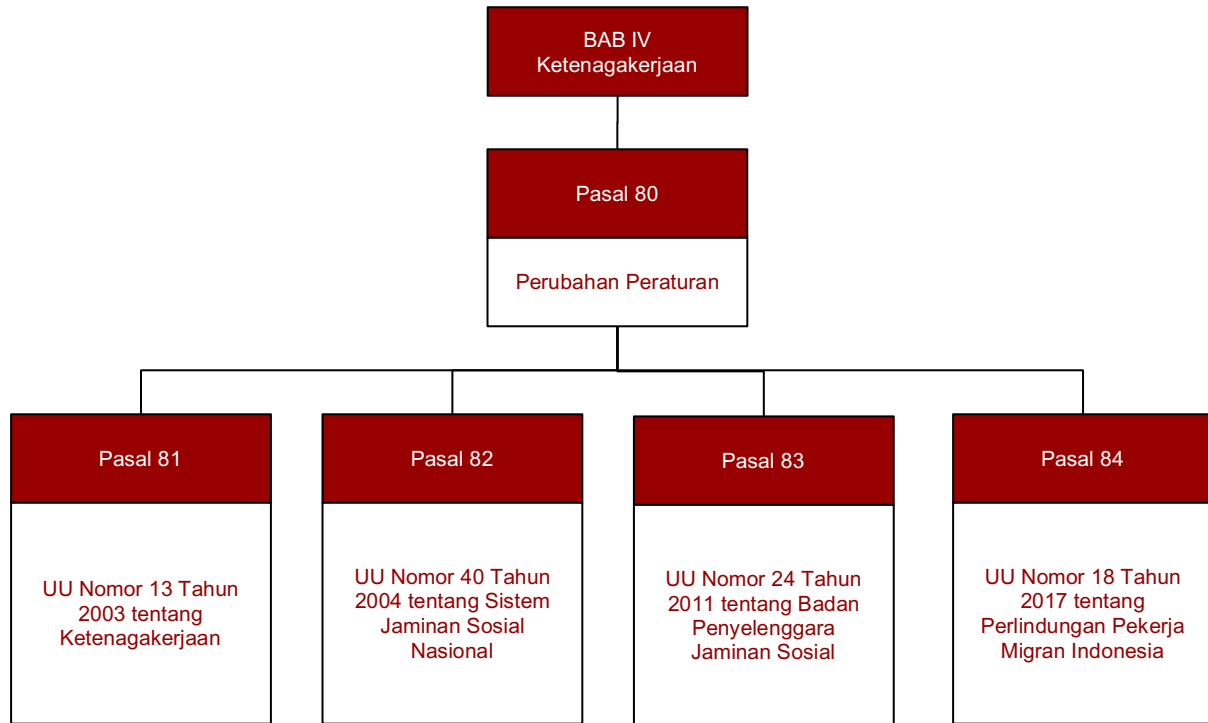 BAB IV
Ketenagakerjaan
Pasal 80
Perubahan Peraturan
Pasal 81
UU Nomor 13 Tahun
2003 tentang
Ketenagakerjaan
Pasal 82
UU Nomor 40 Tahun
2004 tentang Sistem
Jaminan Sosial
Nasional
Pasal 83
UU Nomor 24 Tahun
2011 tentang Badan
Penyelenggara
Jaminan Sosial
Pasal 84
UU Nomor 18 Tahun
2017 tentang
Perlindungan Pekerja
Migran Indonesia